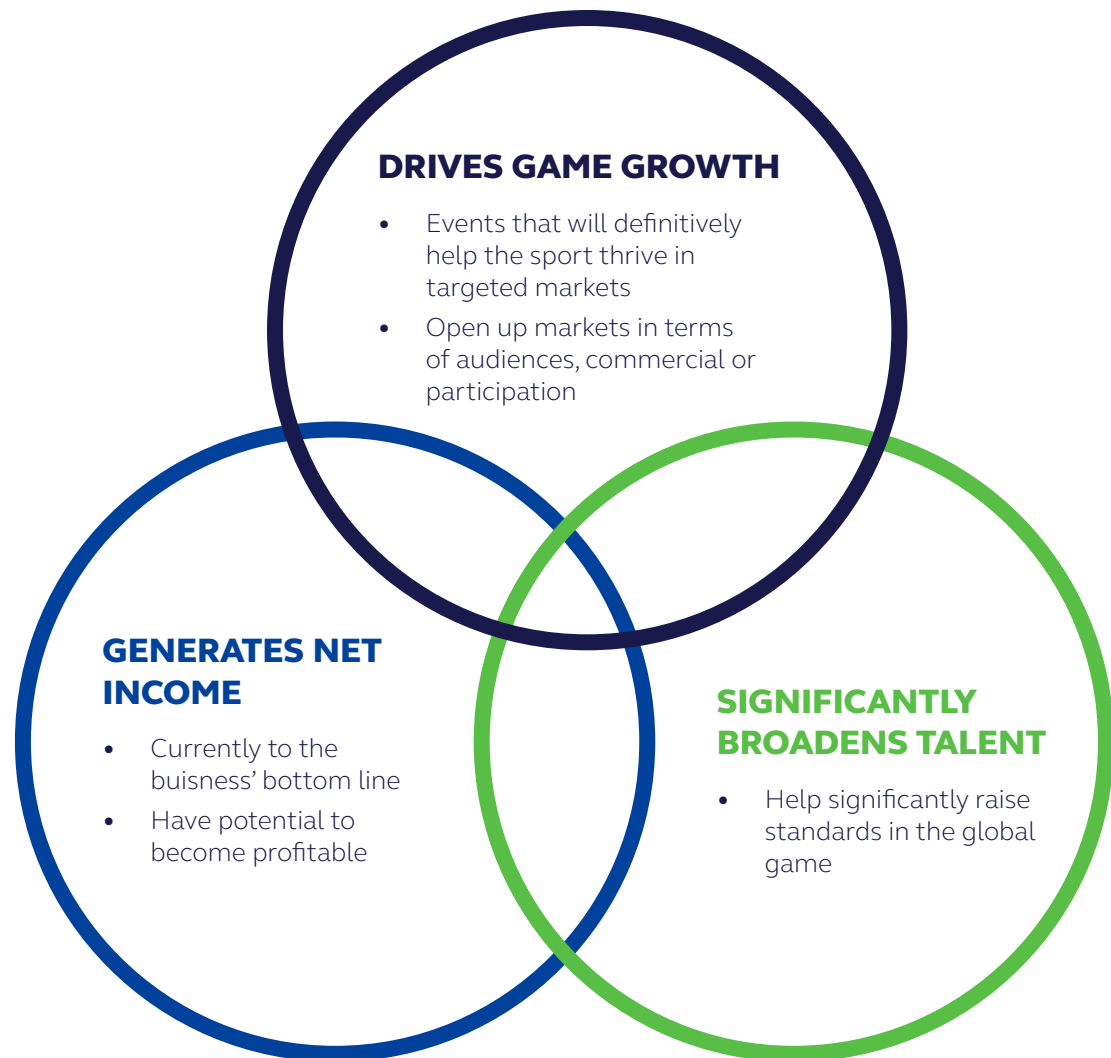 DRIVES GAME GROWTH
• Events that will definitively
help the sport thrive in
targeted markets
• Open up markets in terms
of audiences, commercial or
participation
GENERATES NET
INCOME
• Currently to the
buisness’ bottom line
• Have potential to
become profitable
SIGNIFICANTLY
BROADENS TALENT
• Help significantly raise
standards in the global
game